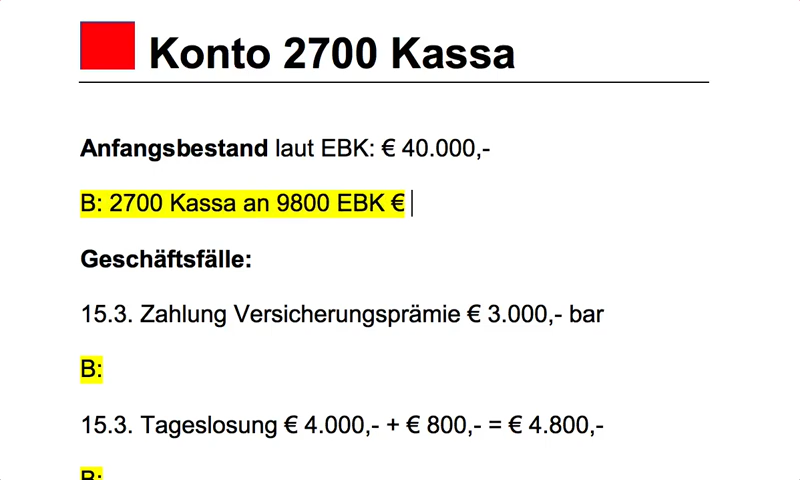 Konto 2700 Kassa
Anfangsbestand laut EBK: € 40.000,-
B: 2700 Kassa an 9800 EBK €
Geschäftsfälle:
15.3. Zahlung Versicherungsprämie € 3.000,- bar
B:
15.3. Tageslosung € 4.000,- + € 800,- = € 4.800,-
B: